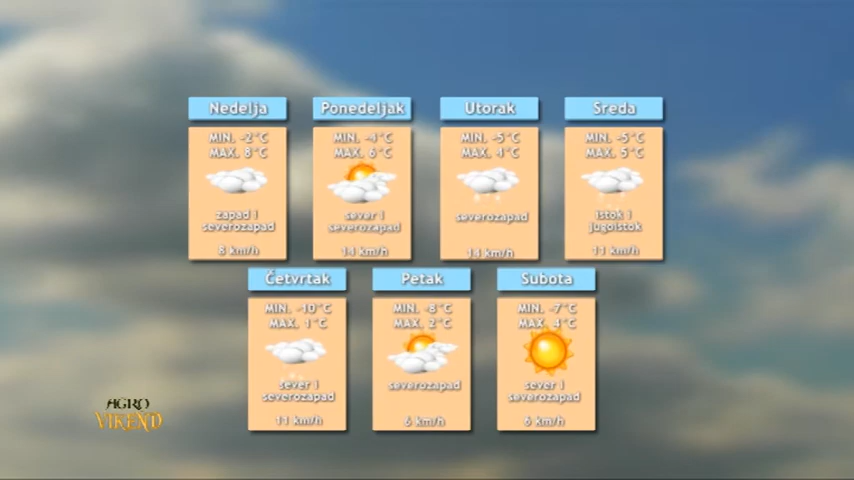 Nedelja
MIN. -2°C
MAX. 8°C
zapad i
severozapad
8 km/h
Ponedeljak
MIN. -4°C
MAX. 6°C
sever i
severozapad
14 km/h
Utorak
MIN. -5°C
MAX. 4°C
severozapad
14 km/h
Sreda
MIN. -5°C
MAX. 5°C
istok i
jugoistok
11 km/h
Četvrtak
MIN. -10°C
MAX. 1°C
sever i
severozapad
11 km/h
Petak
MIN. -8°C
MAX. 2°C
severozapad
6 km/h
Subota
MIN. -7°C
MAX. 4°C
sever i
severozapad
6 km/h
AGRO
VIKEND